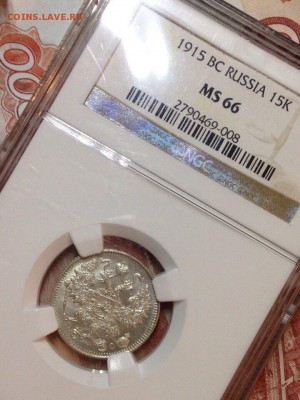 COINS.LAVE.RU
1915 BC RUSSIA 15K
MS 66
2790469-008
NGC